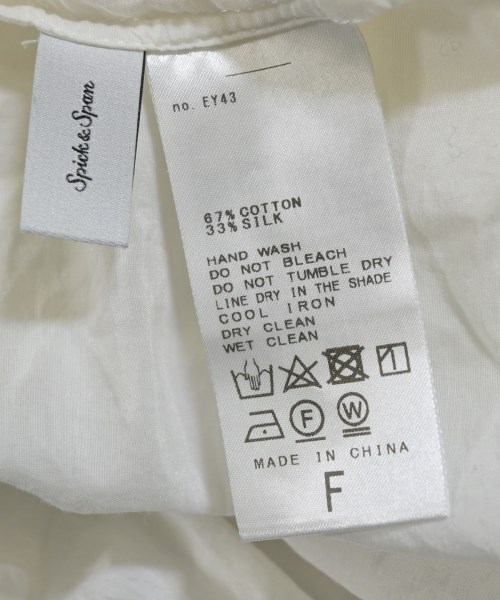 Spick&Span
no. EY43
67% COTTON
33% SILK
HAND WASH
DO NOT BLEACH
DO NOT TUMBLE DRY
LINE DRY IN THE SHADE
COOL IRON
DRY CLEAN
WET CLEAN
F W
MADE IN CHINA
F